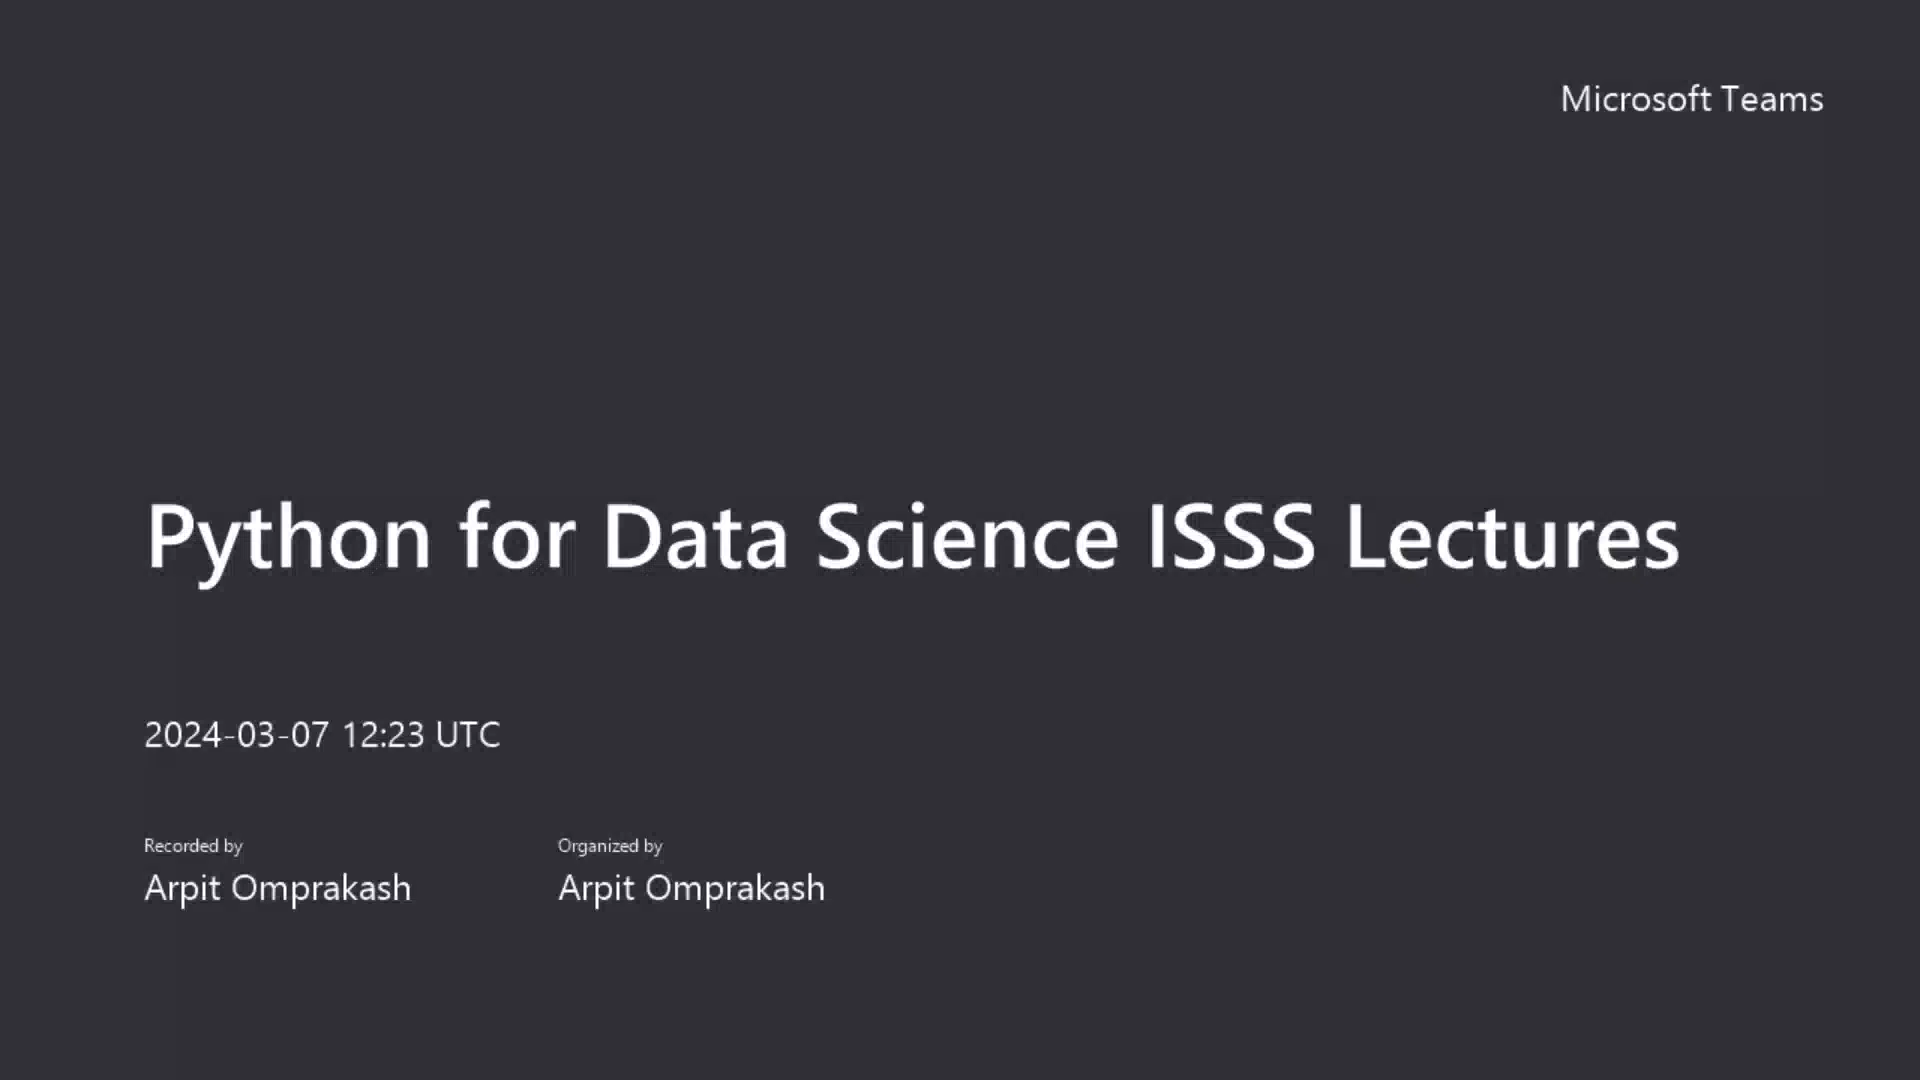 Microsoft Teams
Python for Data Science ISSS Lectures
2024-03-07 12:23 UTC
Recorded by
Arpit Omprakash
Organized by
Arpit Omprakash